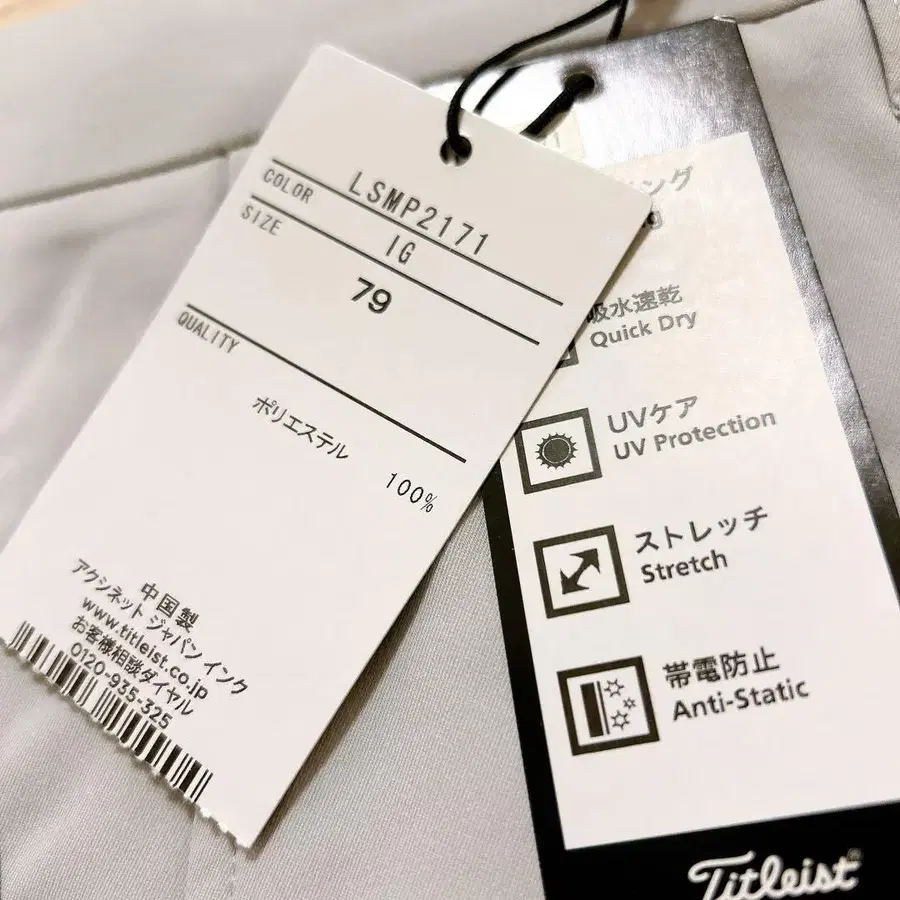 LSMP2171
COLOR IG
SIZE 79
QUALITY
ポリエステル
100%
中国製
アクシネット ジャパン インク
www.titleist.co.jp
お客様相談ダイヤル
0120-935-325
吸水速乾
Quick Dry
UVケア
UV Protection
ストレッチ
Stretch
帯電防止
Anti-Static
Titleist®